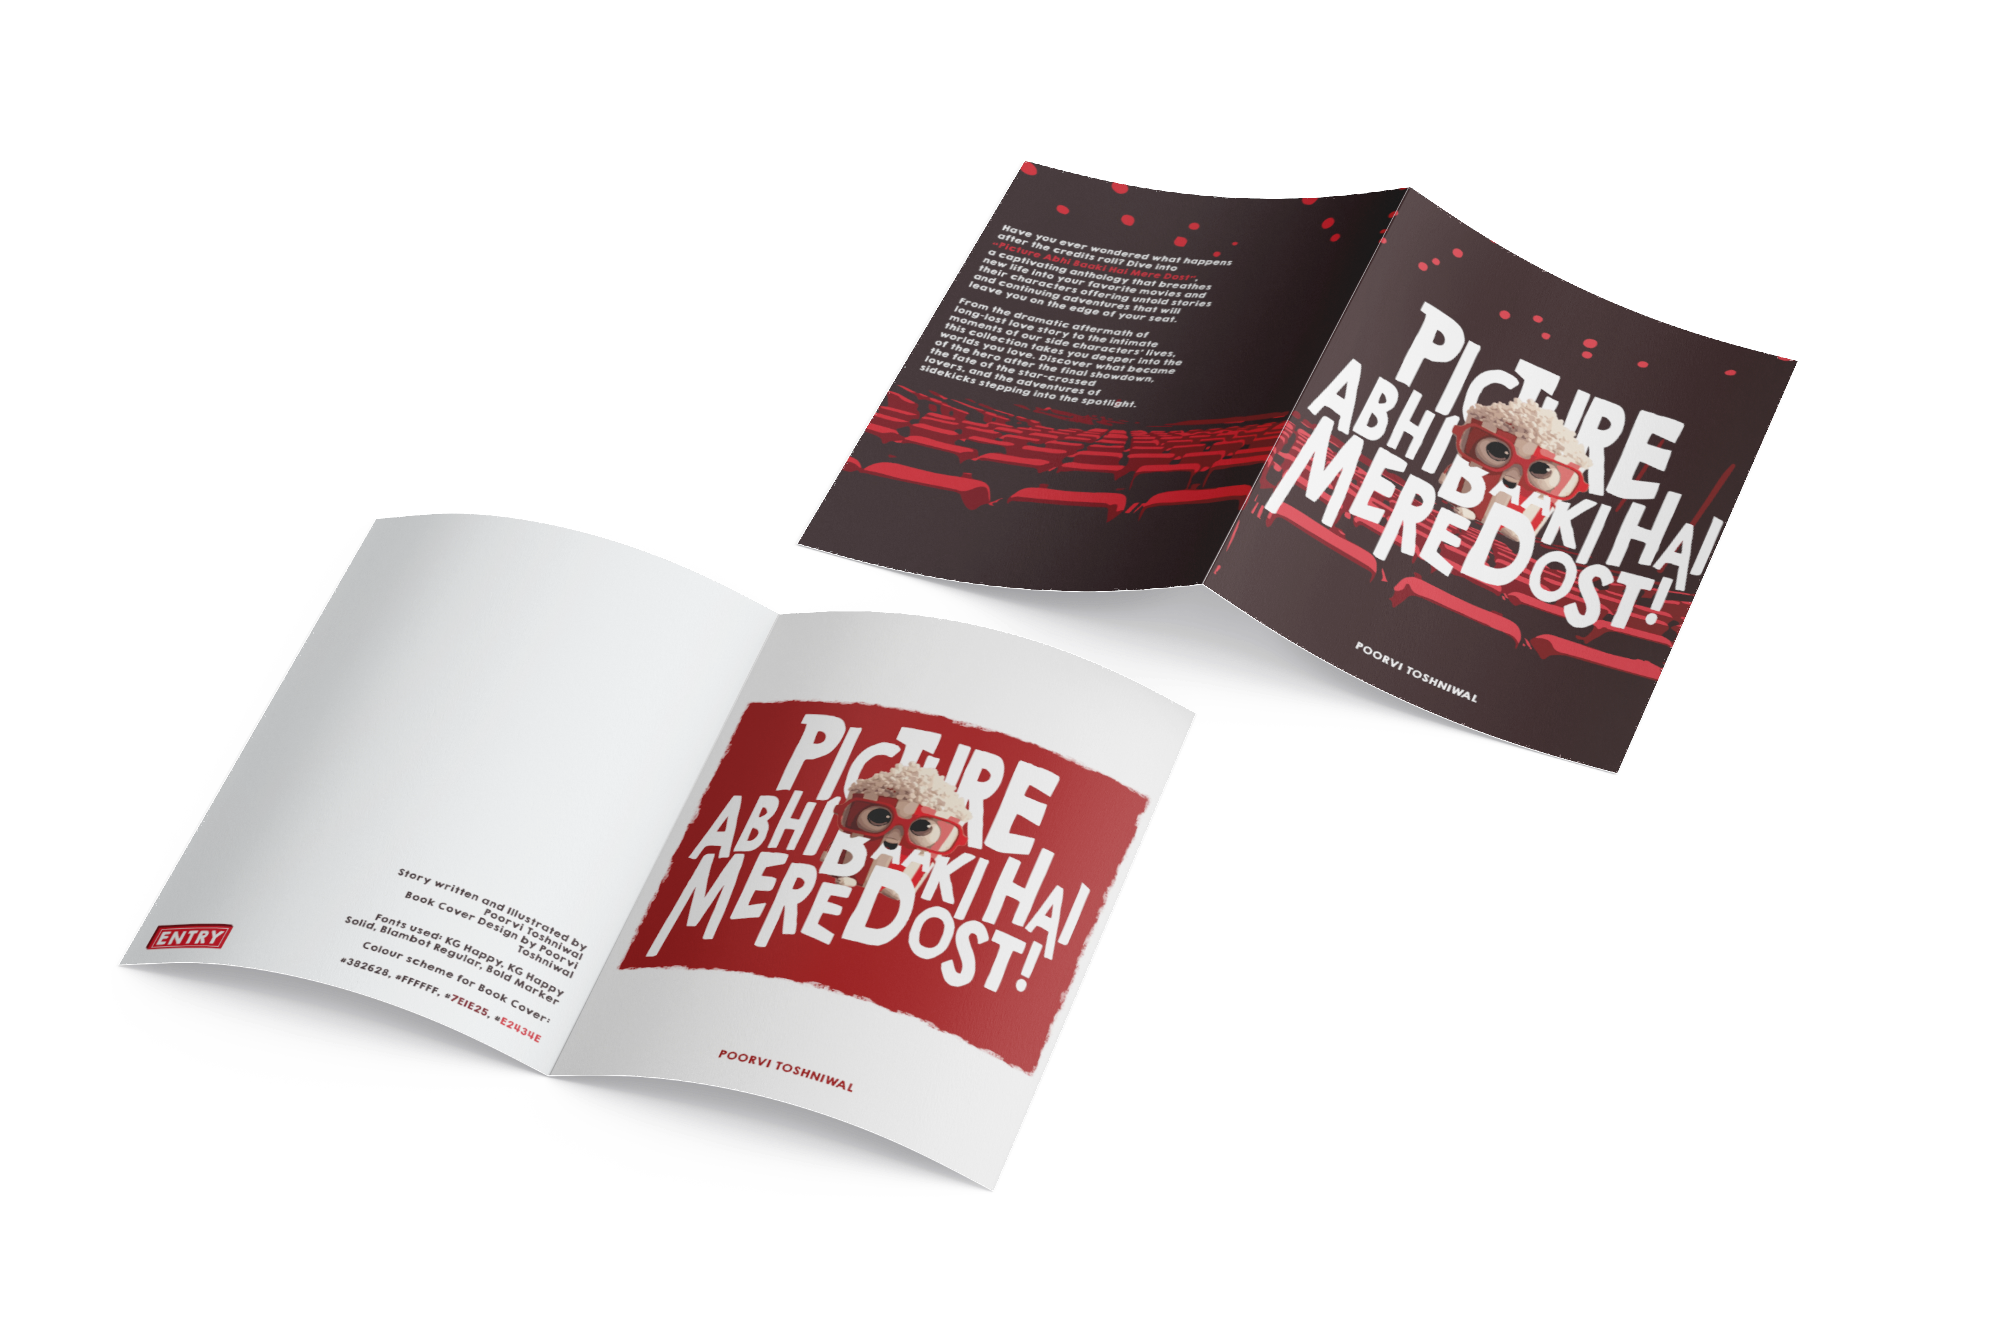 Have you ever wondered what happens
after the credits roll? Dive into
"Picture Abhi Baaki Hai Mere Dost",
a captivating anthology that breathes
new life into your favorite movies and
their characters offering untold stories
and continuing adventures that will
leave you on the edge of your seat.
From the dramatic aftermath of
long-lost love story to the intimate
moments of our side characters' lives,
this collection takes you deeper into the
worlds you love. Discover what became
of the hero after the final showdown,
the fate of the star-crossed
lovers, and the adventures of
sidekicks stepping into the spotlight.
PICTURE
ABHI BAAKI HAI
MERE DOST!
POORVI TOSHNIWAL
Story written and Illustrated by
Poorvi Toshniwal
Book Cover Design by Poorvi
Toshniwal
Fonts used: KG Happy, KG Happy
Solid, Blambot Regular, Bold Marker
Colour scheme for Book Cover:
#382628, #FFFFFF, #7E1E25, #E2434E
ENTRY
PICTURE
ABHI BAAKI HAI
MERE DOST!
POORVI TOSHNIWAL